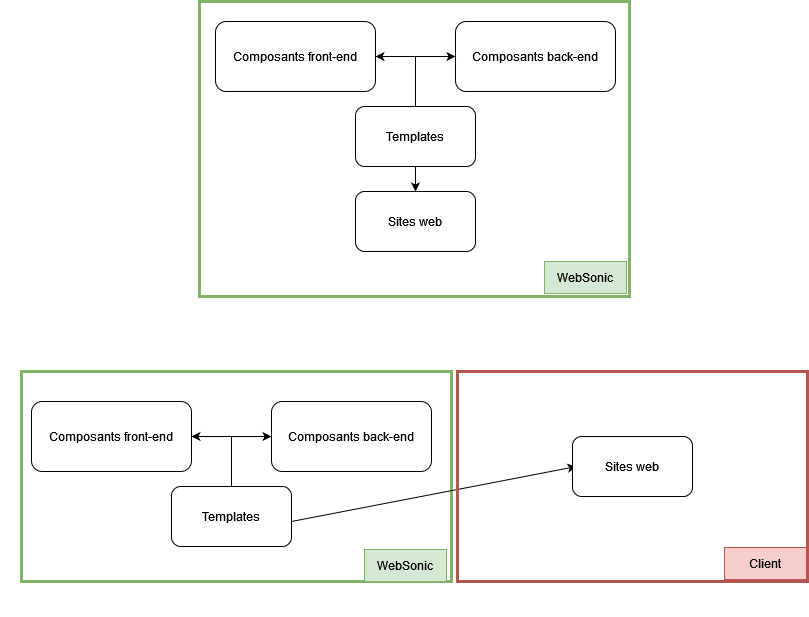 Composants front-end
Composants back-end
Templates
Sites web
WebSonic
Composants front-end
Composants back-end
Templates
WebSonic
Sites web
Client